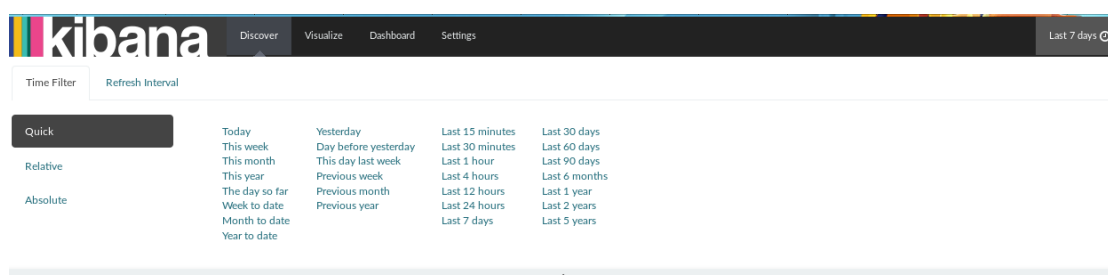 kibana Discover Visualize Dashboard Settings Last 7 days
Time Filter Refresh Interval
Quick
Relative
Absolute
Today
This week
This month
This year
The day so far
Week to date
Month to date
Year to date
Yesterday
Day before yesterday
This day last week
Previous week
Previous month
Previous year
Last 15 minutes
Last 30 minutes
Last 1 hour
Last 4 hours
Last 12 hours
Last 24 hours
Last 7 days
Last 30 days
Last 60 days
Last 90 days
Last 6 months
Last 1 year
Last 2 years
Last 5 years